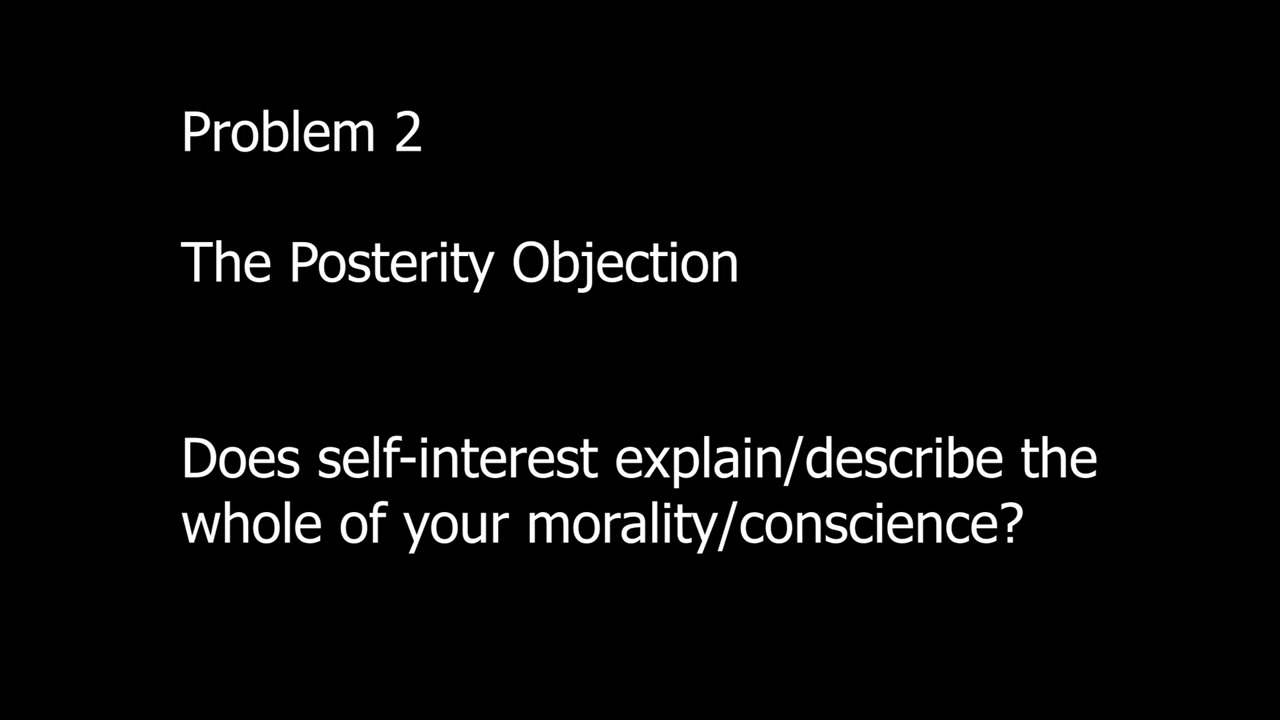 Problem 2
The Posterity Objection
Does self-interest explain/describe the
whole of your morality/conscience?